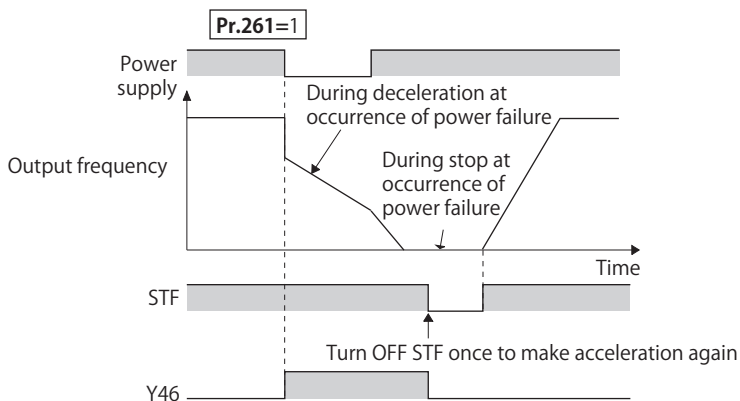 Pr.261=1
Power
supply
During deceleration at
occurrence of power failure
Output frequency
During stop at
occurrence of
power failure
Time
STF
Turn OFF STF once to make acceleration again
Y46